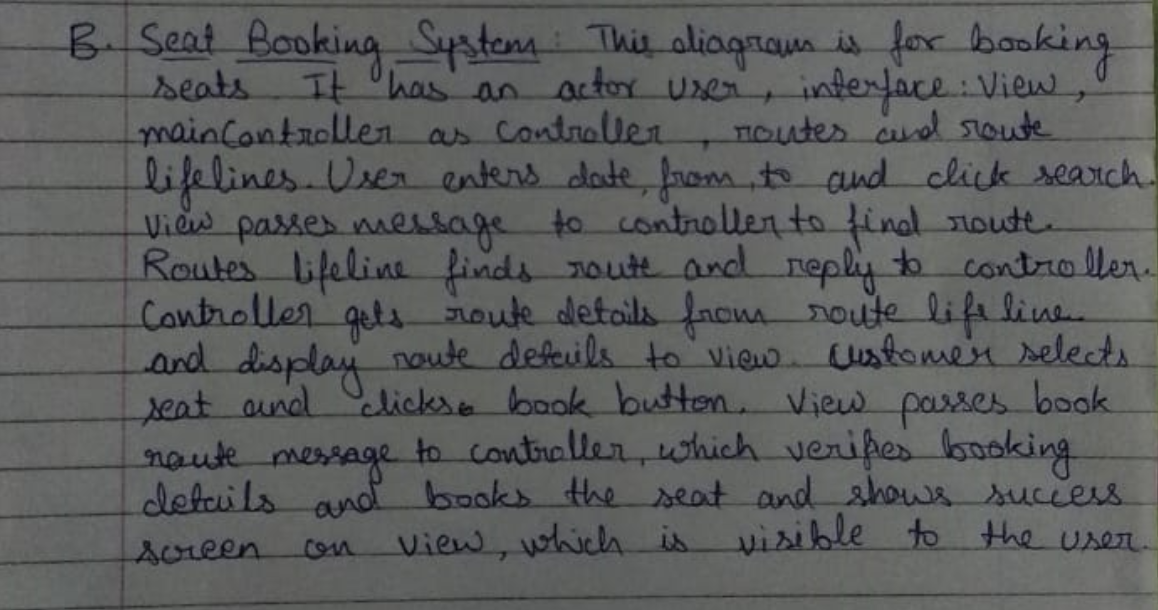 B. Seat Booking System: This diagram is for booking
seats It has an actor User, interface: View,
mainController as Controller, routes and route
lifelines. User enters date, from, to and click search.
View passes message to controller to find route.
Routes lifeline finds route and reply to controller.
Controller gets route details from route life line
and display route details to view. Customer selects
seat and clicks book button. View passes book
route message to controller, which verifies booking
details and books the seat and shows success
screen on view, which is visible to the user.